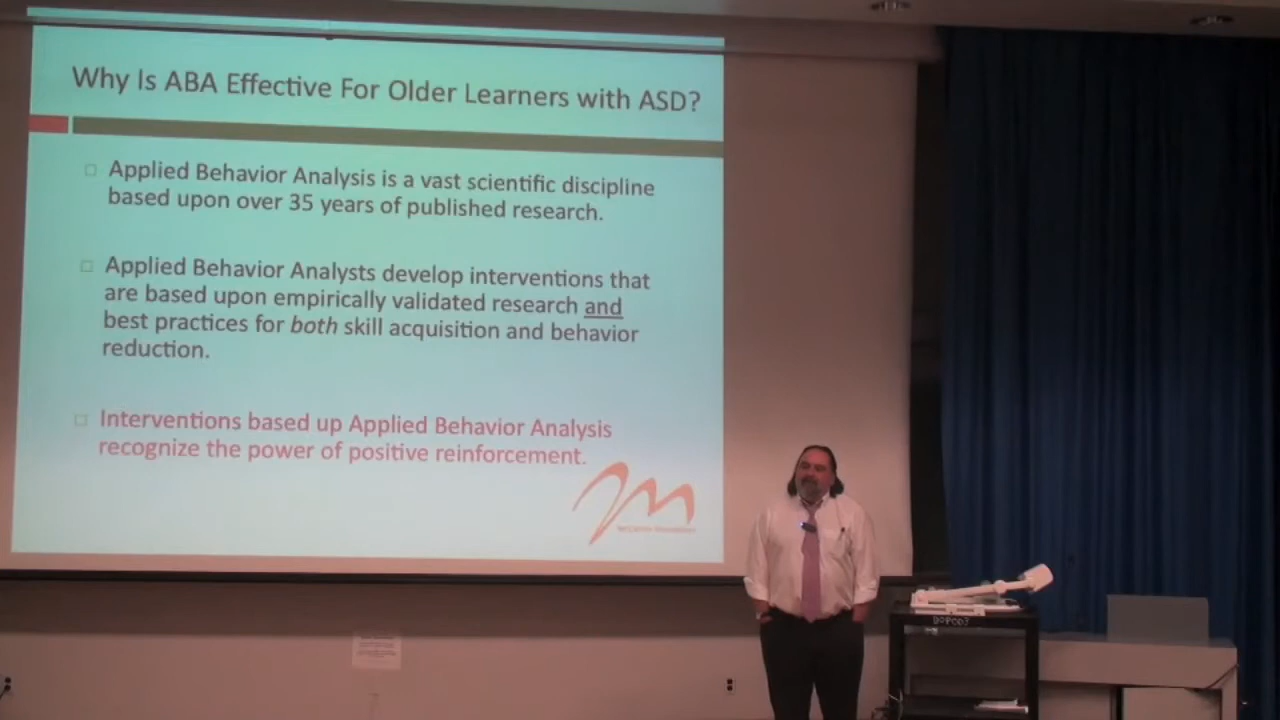 Why Is ABA Effective For Older Learners with ASD?
Applied Behavior Analysis is a vast scientific discipline
based upon over 35 years of published research.
Applied Behavior Analysts develop interventions that
are based upon empirically validated research and
best practices for both skill acquisition and behavior
reduction.
Interventions based up Applied Behavior Analysis
recognize the power of positive reinforcement.